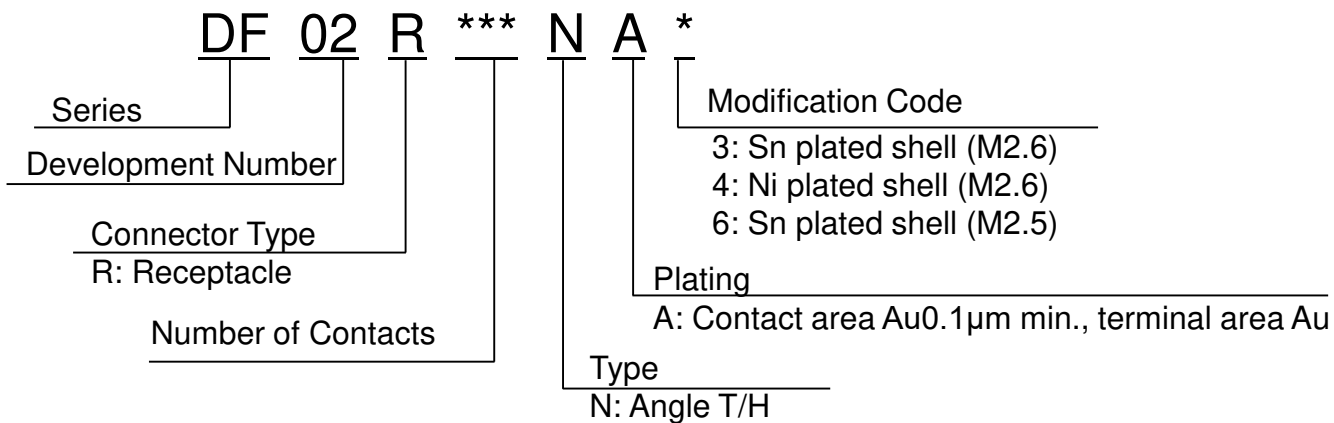 DF 02 R *** N A *
Series
Modification Code
3: Sn plated shell (M2.6)
Development Number
4: Ni plated shell (M2.6)
6: Sn plated shell (M2.5)
Connector Type
R: Receptacle
Plating
A: Contact area Au0.1µm min., terminal area Au
Number of Contacts
Type
N: Angle T/H